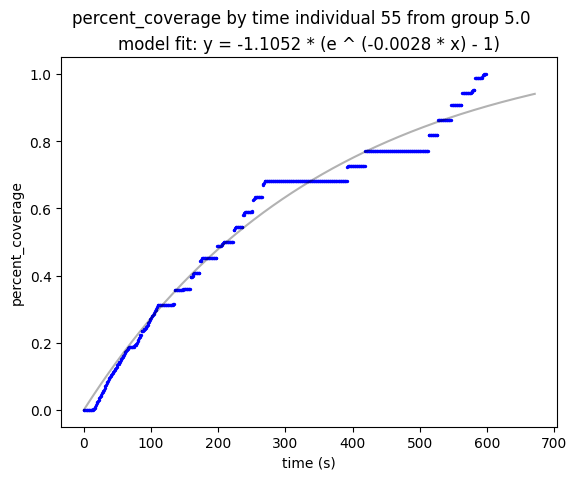 percent_coverage by time individual 55 from group 5.0
model fit: y = -1.1052 * (e ^ (-0.0028 * x) - 1)
1.0
0.8
0.6
0.4
0.2
0.0
percent_coverage
0 100 200 300 400 500 600 700
time (s)